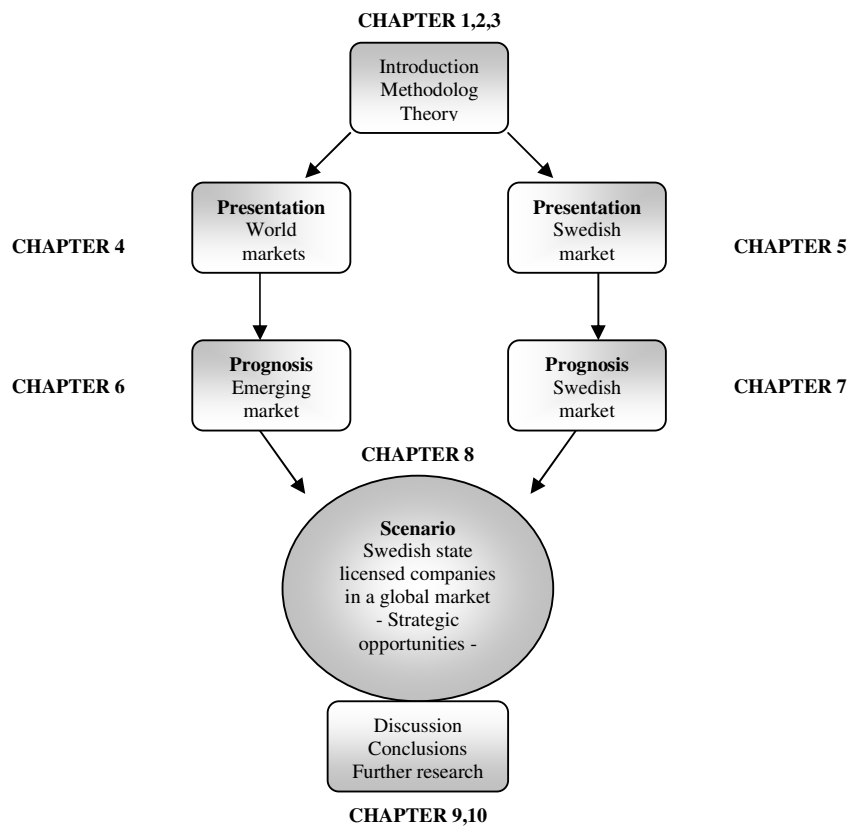 CHAPTER 1,2,3
Introduction
Methodolog
Theory
Presentation
World
markets
Presentation
Swedish
market
CHAPTER 4
CHAPTER 5
Prognosis
Emerging
market
Prognosis
Swedish
market
CHAPTER 6
CHAPTER 7
CHAPTER 8
Scenario
Swedish state
licensed companies
in a global market
- Strategic
opportunities -
Discussion
Conclusions
Further research
CHAPTER 9,10